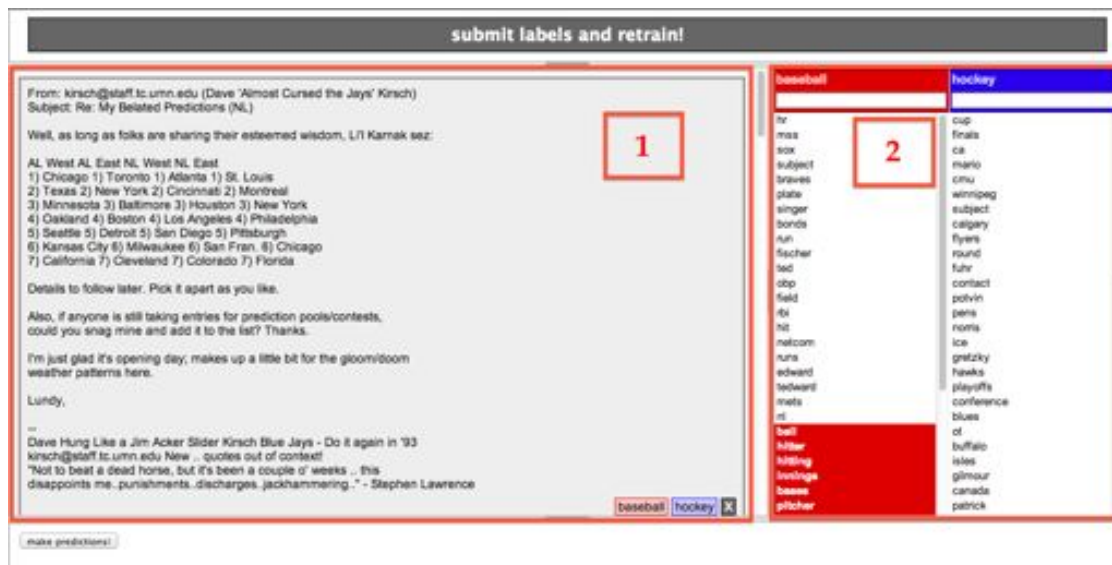 submit labels and retrain!
From: kirsch@staff.tc.umn.edu (Dave 'Almost Cursed the Jays' Kirsch)
Subject: Re: My Belated Predictions (NL)
Well, as long as folks are sharing their esteemed wisdom, Li'l Karnak sez:
AL West AL East NL West NL East
1) Chicago 1) Toronto 1) Atlanta 1) St. Louis
2) Texas 2) New York 2) Cincinnati 2) Montreal
3) Minnesota 3) Baltimore 3) Houston 3) New York
4) Oakland 4) Boston 4) Los Angeles 4) Philadelphia
5) Seattle 5) Detroit 5) San Diego 5) Pittsburgh
6) Kansas City 6) Milwaukee 6) San Fran. 6) Chicago
7) California 7) Cleveland 7) Colorado 7) Florida
Details to follow later. Pick it apart as you like.
Also, if anyone is still taking entries for prediction pools/contests,
could you snag mine and add it to the list? Thanks.
I'm just glad it's opening day; makes up a little bit for the gloom/doom
weather patterns here.
Lundy,
--
Dave Hung Like a Jim Acker Slider Kirsch Blue Jays - Do it again in '93
kirsch@staff.tc.umn.edu New .. quotes out of context!
"Not to beat a dead horse, but it's been a couple o' weeks .. this
disappoints me..punishments..discharges..jackhammering.." - Stephen Lawrence
baseball hockey X
1
baseball
hr
mss
sox
subject
braves
plate
singer
bonds
run
fischer
ted
obp
field
rbi
hit
netcom
runs
edward
tedward
mets
nl
ball
hitter
hitting
innings
bases
pitcher
2
hockey
cup
finals
ca
mario
cmu
winnipeg
subject
calgary
flyers
round
fuhr
contact
potvin
pens
norris
ice
gretzky
hawks
playoffs
conference
blues
ot
buffalo
isles
gilmour
canada
patrick
make predictions!